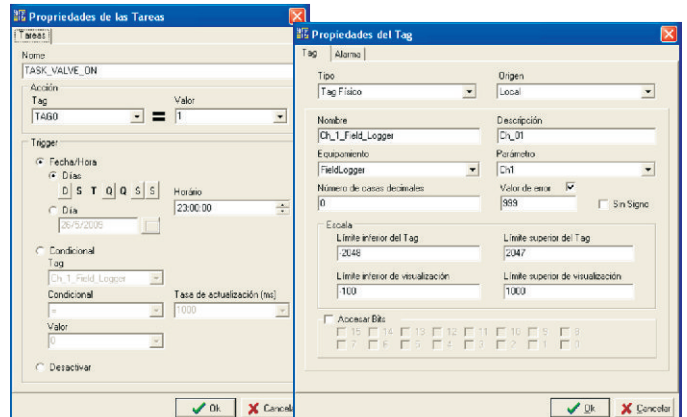 Propriedades de las Tareas
Tareas
Nome
TASK_VALVE_ON
Acción
Tag
Valor
TAG0
=
1
Trigger
Fecha/Hora
Días
D S T Q Q S S
Horário
23:00:00
Día
26/5/2009
Condicional
Tag
Ch_1_Field_Logger
Condicional
Tasa de actualización (ms)
=
1000
Valor
0
Desactivar
Ok
Cancela
Propiedades del Tag
Tag
Alarma
Tipo
Origen
Tag Físico
Local
Nombre
Descripción
Ch_1_Field_Logger
Ch_01
Equipamiento
Parámetro
FieldLogger
Ch1
Número de casas decimales
Valor de error
0
999
Sin Signo
Escala
Límite inferior del Tag
Límite superior del Tag
-2048
2047
Límite inferior de visualización
Límite superior de visualización
-100
1000
Accesar Bits
15 14 13 12 11 10 9 8
7 6 5 4 3 2 1 0
Ok
Cancelar